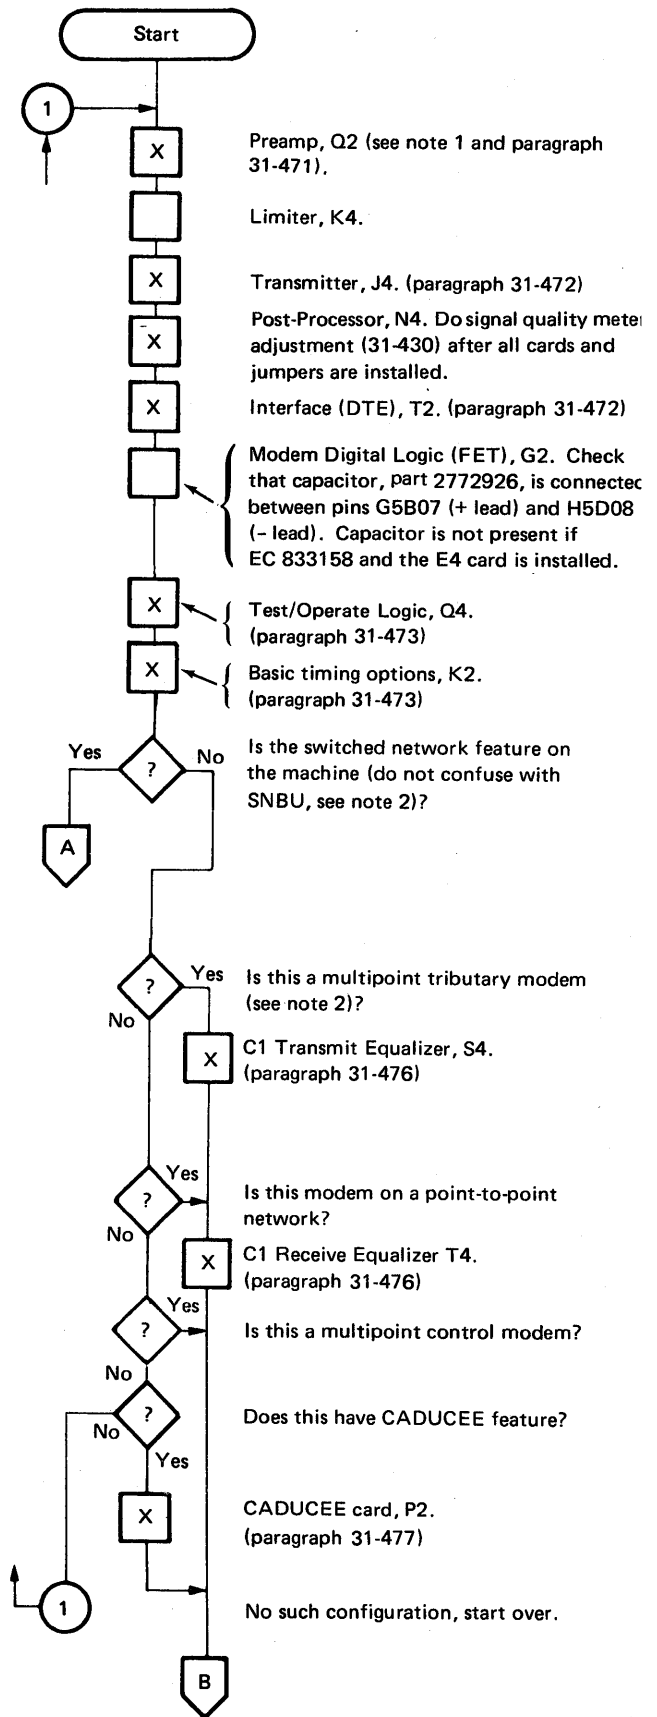 Start
1
X
Preamp, Q2 (see note 1 and paragraph
31-471).
Limiter, K4.
X
Transmitter, J4. (paragraph 31-472)
X
Post-Processor, N4. Do signal quality meter
adjustment (31-430) after all cards and
jumpers are installed.
X
Interface (DTE), T2. (paragraph 31-472)
Modem Digital Logic (FET), G2. Check
that capacitor, part 2772926, is connected
between pins G5B07 (+ lead) and H5D08
(– lead). Capacitor is not present if
EC 833158 and the E4 card is installed.
X
Test/Operate Logic, Q4.
(paragraph 31-473)
X
Basic timing options, K2.
(paragraph 31-473)
Yes
?
No
Is the switched network feature on
the machine (do not confuse with
SNBU, see note 2)?
A
?
Yes
No
Is this a multipoint tributary modem
(see note 2)?
X
C1 Transmit Equalizer, S4.
(paragraph 31-476)
?
Yes
No
Is this modem on a point-to-point
network?
X
C1 Receive Equalizer T4.
(paragraph 31-476)
?
Yes
No
Is this a multipoint control modem?
?
No
Yes
Does this have CADUCEE feature?
X
CADUCEE card, P2.
(paragraph 31-477)
1
No such configuration, start over.
B